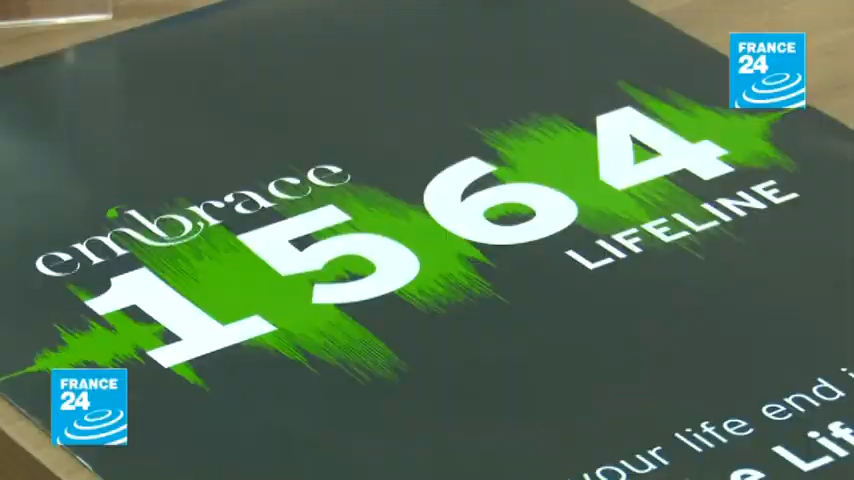 FRANCE
24
embrace
1564
LIFELINE
your life end i
e Lif
FRANCE
24